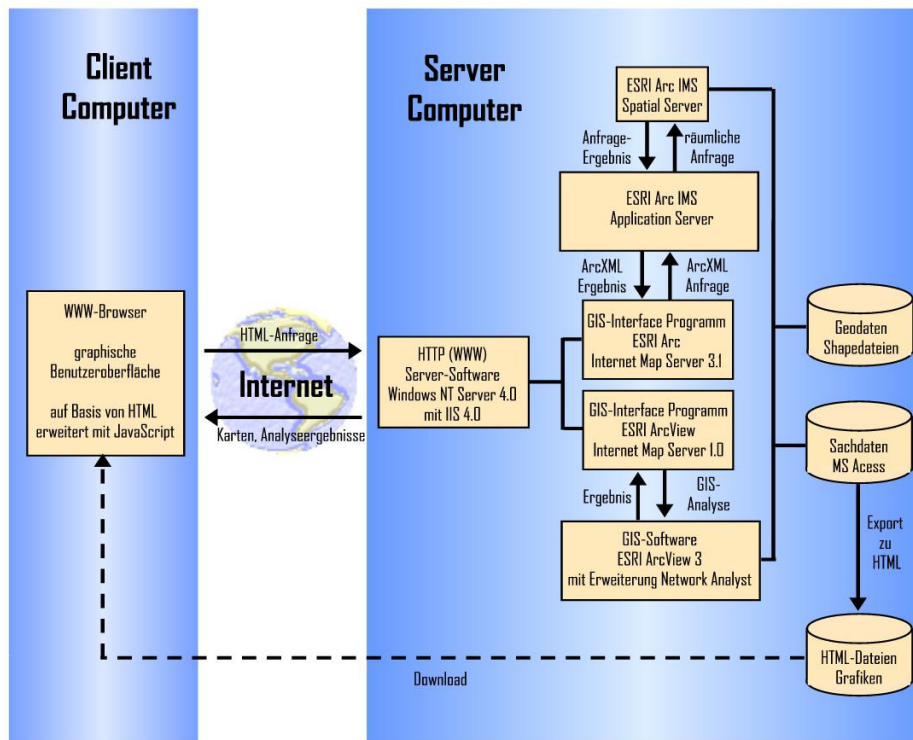 Client
Computer
Server
Computer
ESRI Arc IMS
Spatial Server
Anfrage-
Ergebnis
räumliche
Anfrage
ESRI Arc IMS
Application Server
ArcXML
Ergebnis
ArcXML
Anfrage
WWW-Browser
graphische
Benutzeroberfläche
auf Basis von HTML
erweitert mit JavaScript
HTML-Anfrage
Internet
Karten, Analyseergebnisse
HTTP (WWW)
Server-Software
Windows NT Server 4.0
mit IIS 4.0
GIS-Interface Programm
ESRI Arc
Internet Map Server 3.1
GIS-Interface Programm
ESRI ArcView
Internet Map Server 1.0
Ergebnis
GIS-
Analyse
GIS-Software
ESRI ArcView 3
mit Erweiterung Network Analyst
Geodaten
Shapedateien
Sachdaten
MS Acess
Export
zu
HTML
HTML-Dateien
Grafiken
Download